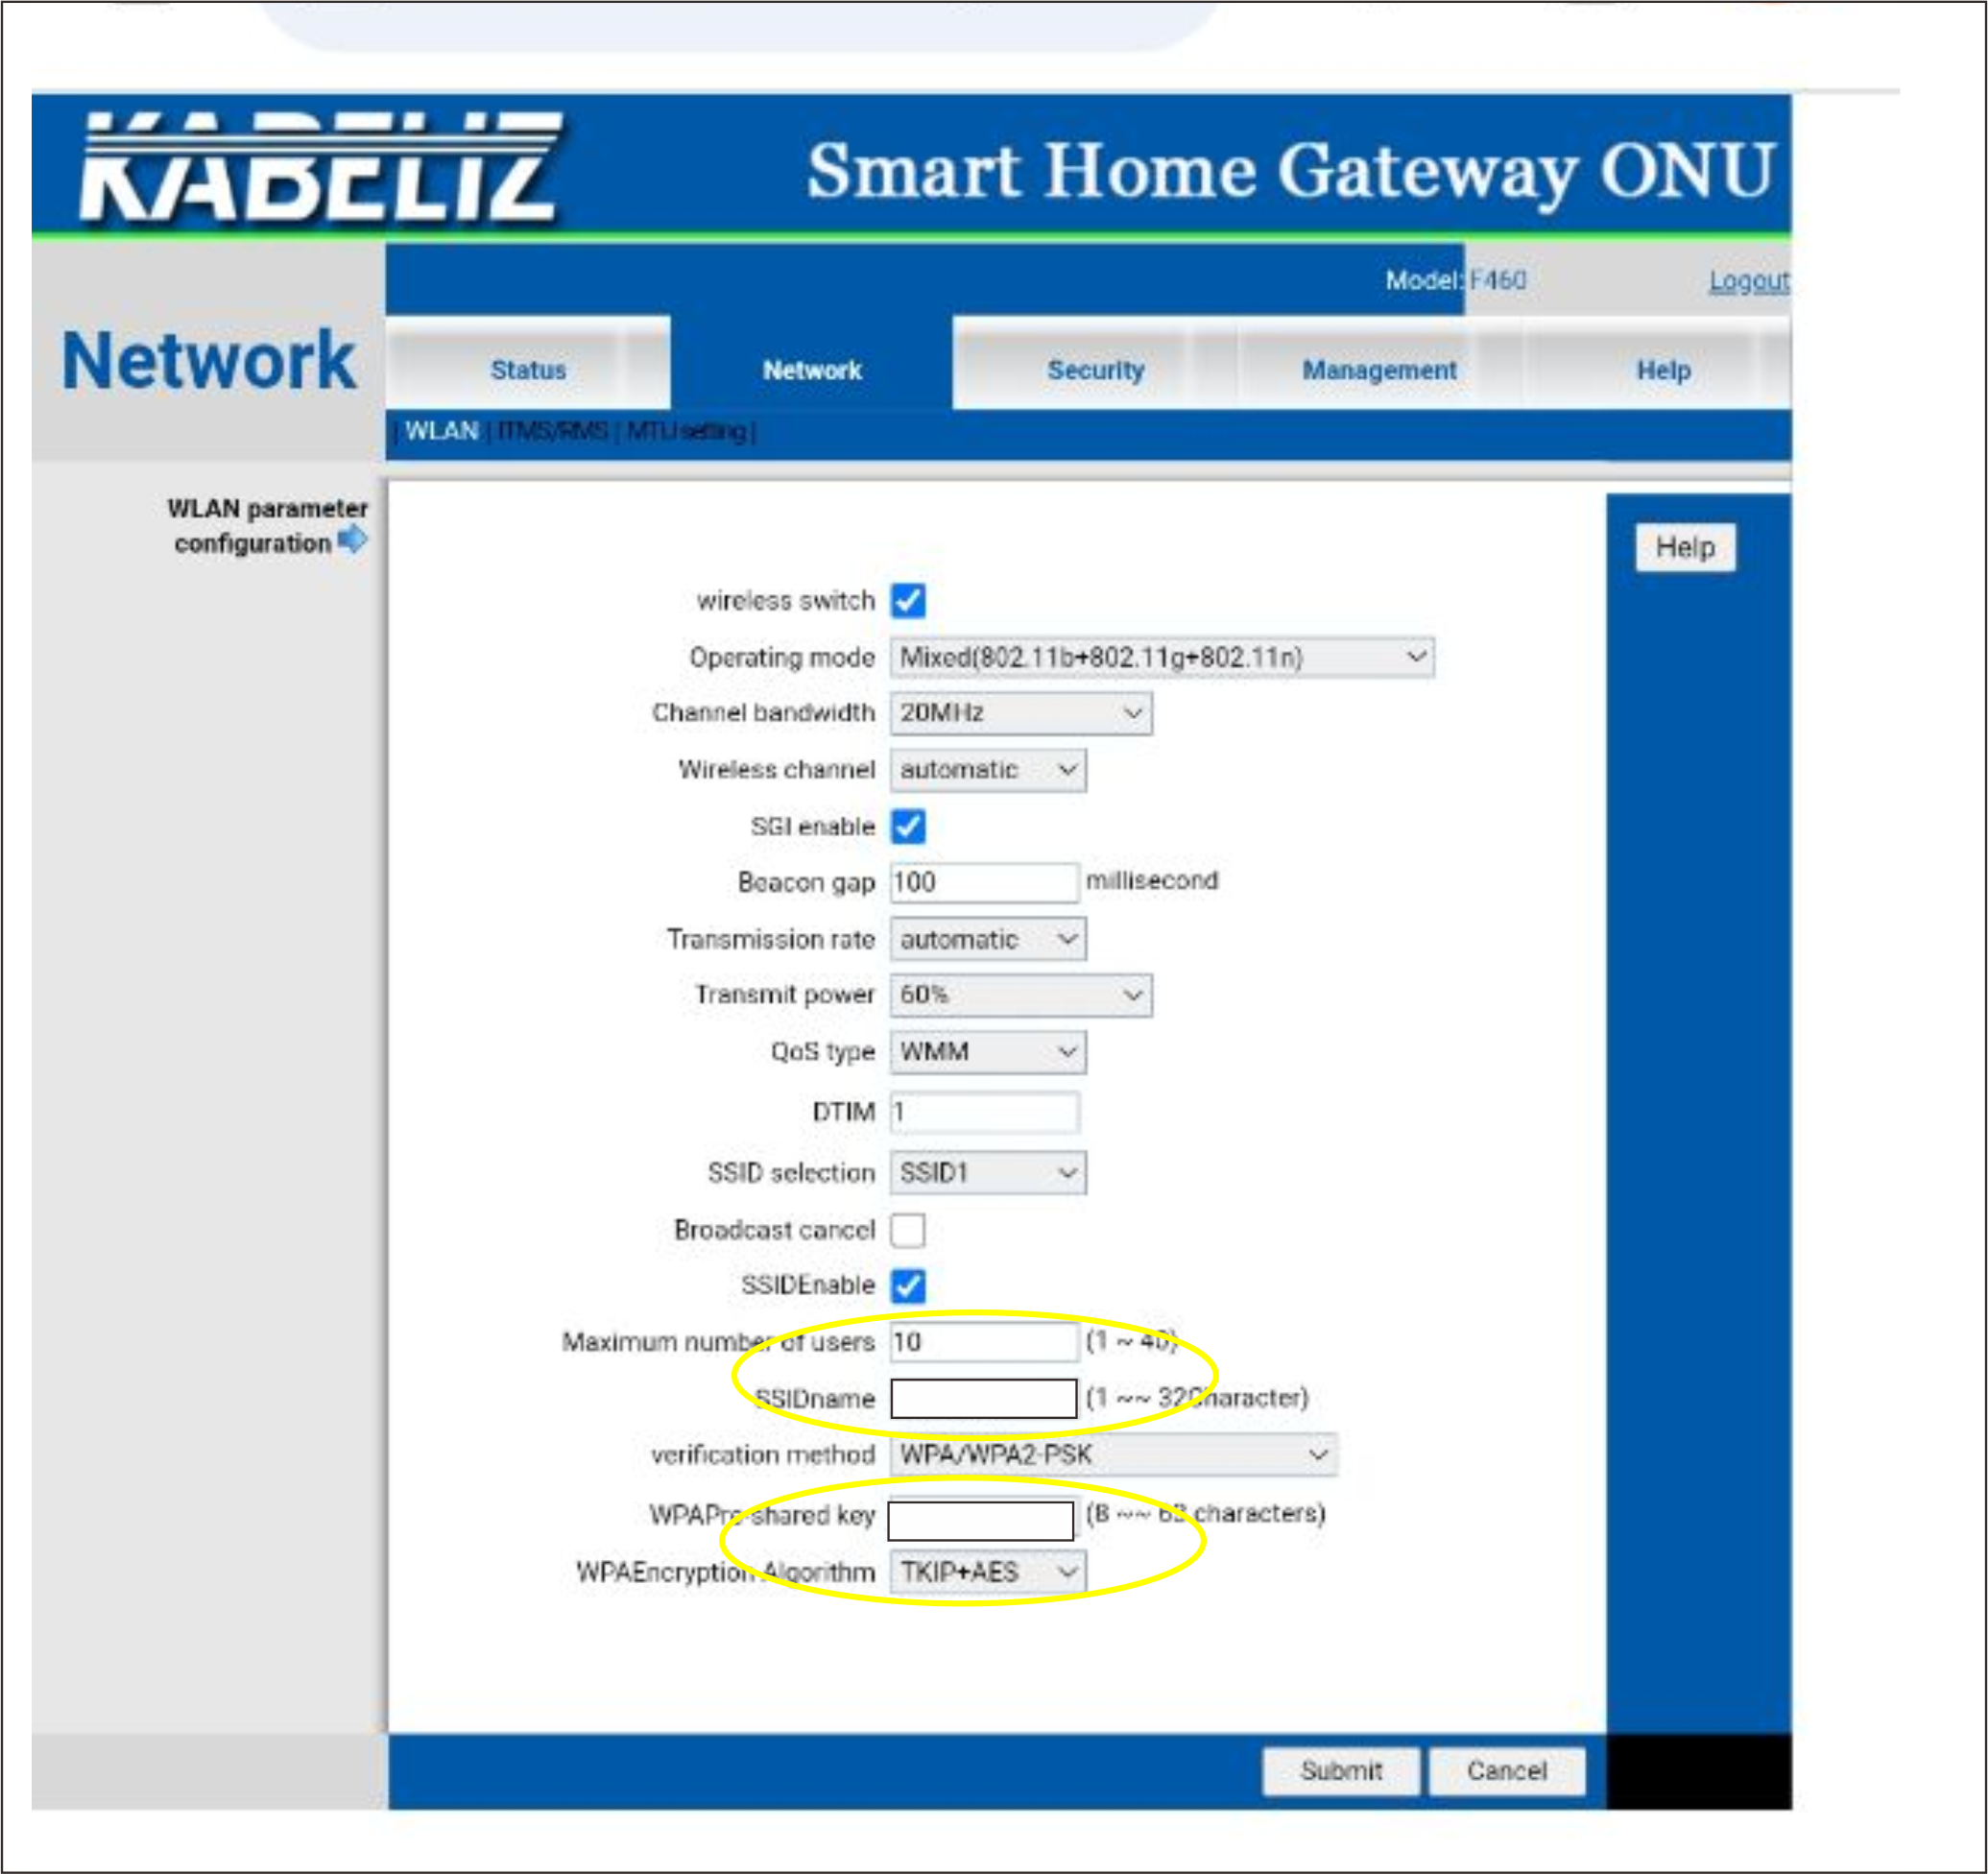 KABELIZ
Smart Home Gateway ONU
Model: F460
Logout
Network
Status
Network
Security
Management
Help
| WLAN | ITMS/RMS | MTU setting |
WLAN parameter
configuration
Help
wireless switch
Operating mode Mixed(802.11b+802.11g+802.11n)
Channel bandwidth 20MHz
Wireless channel automatic
SGI enable
Beacon gap 100 millisecond
Transmission rate automatic
Transmit power 60%
QoS type WMM
DTIM 1
SSID selection SSID1
Broadcast cancel
SSIDEnable
Maximum number of users 10 (1 ~ 40)
SSIDname (1 ~~ 32Character)
verification method WPA/WPA2-PSK
WPAPre-shared key (8 ~~ 63 characters)
WPAEncryption Algorithm TKIP+AES
Submit
Cancel